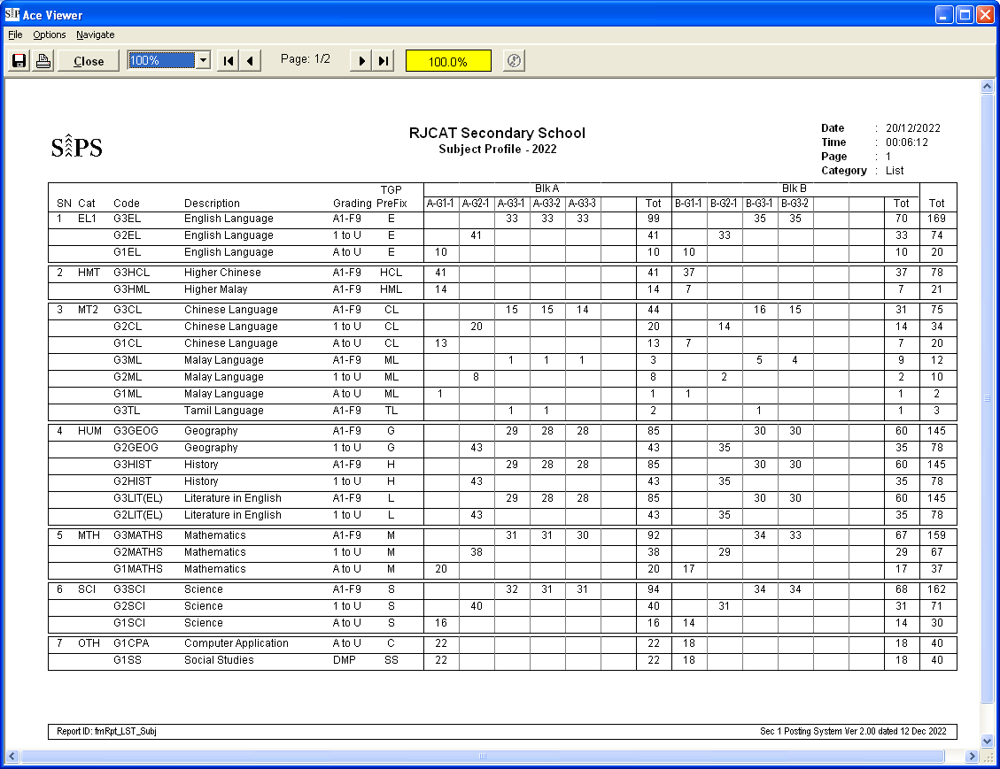 Ace Viewer
File Options Navigate
Close 100% Page: 1/2 100.0%
SIPS
RJCAT Secondary School
Subject Profile - 2022
Date : 20/12/2022
Time : 00:06:12
Page : 1
Category : List
TGP Blk A Blk B
SN Cat Code Description Grading PreFix A-G1-1 A-G2-1 A-G3-1 A-G3-2 A-G3-3 Tot B-G1-1 B-G2-1 B-G3-1 B-G3-2 Tot Tot
1 EL1 G3EL English Language A1-F9 E 33 33 33 99 35 35 70 169
G2EL English Language 1 to U E 41 41 33 33 74
G1EL English Language A to U E 10 10 10 10 20
2 HMT G3HCL Higher Chinese A1-F9 HCL 41 41 37 37 78
G3HML Higher Malay A1-F9 HML 14 14 7 7 21
3 MT2 G3CL Chinese Language A1-F9 CL 15 15 14 44 16 15 31 75
G2CL Chinese Language 1 to U CL 20 20 14 14 34
G1CL Chinese Language A to U CL 13 13 7 7 20
G3ML Malay Language A1-F9 ML 1 1 1 3 5 4 9 12
G2ML Malay Language 1 to U ML 8 8 2 2 10
G1ML Malay Language A to U ML 1 1 1 1 2
G3TL Tamil Language A1-F9 TL 1 1 2 1 1 3
4 HUM G3GEOG Geography A1-F9 G 29 28 28 85 30 30 60 145
G2GEOG Geography 1 to U G 43 43 35 35 78
G3HIST History A1-F9 H 29 28 28 85 30 30 60 145
G2HIST History 1 to U H 43 43 35 35 78
G3LIT(EL) Literature in English A1-F9 L 29 28 28 85 30 30 60 145
G2LIT(EL) Literature in English 1 to U L 43 43 35 35 78
5 MTH G3MATHS Mathematics A1-F9 M 31 31 30 92 34 33 67 159
G2MATHS Mathematics 1 to U M 38 38 29 29 67
G1MATHS Mathematics A to U M 20 20 17 17 37
6 SCI G3SCI Science A1-F9 S 32 31 31 94 34 34 68 162
G2SCI Science 1 to U S 40 40 31 31 71
G1SCI Science A to U S 16 16 14 14 30
7 OTH G1CPA Computer Application A to U C 22 22 18 18 40
G1SS Social Studies DMP SS 22 22 18 18 40
Report ID: fmRpt_LST_Subj Sec 1 Posting System Ver 2.00 dated 12 Dec 2022